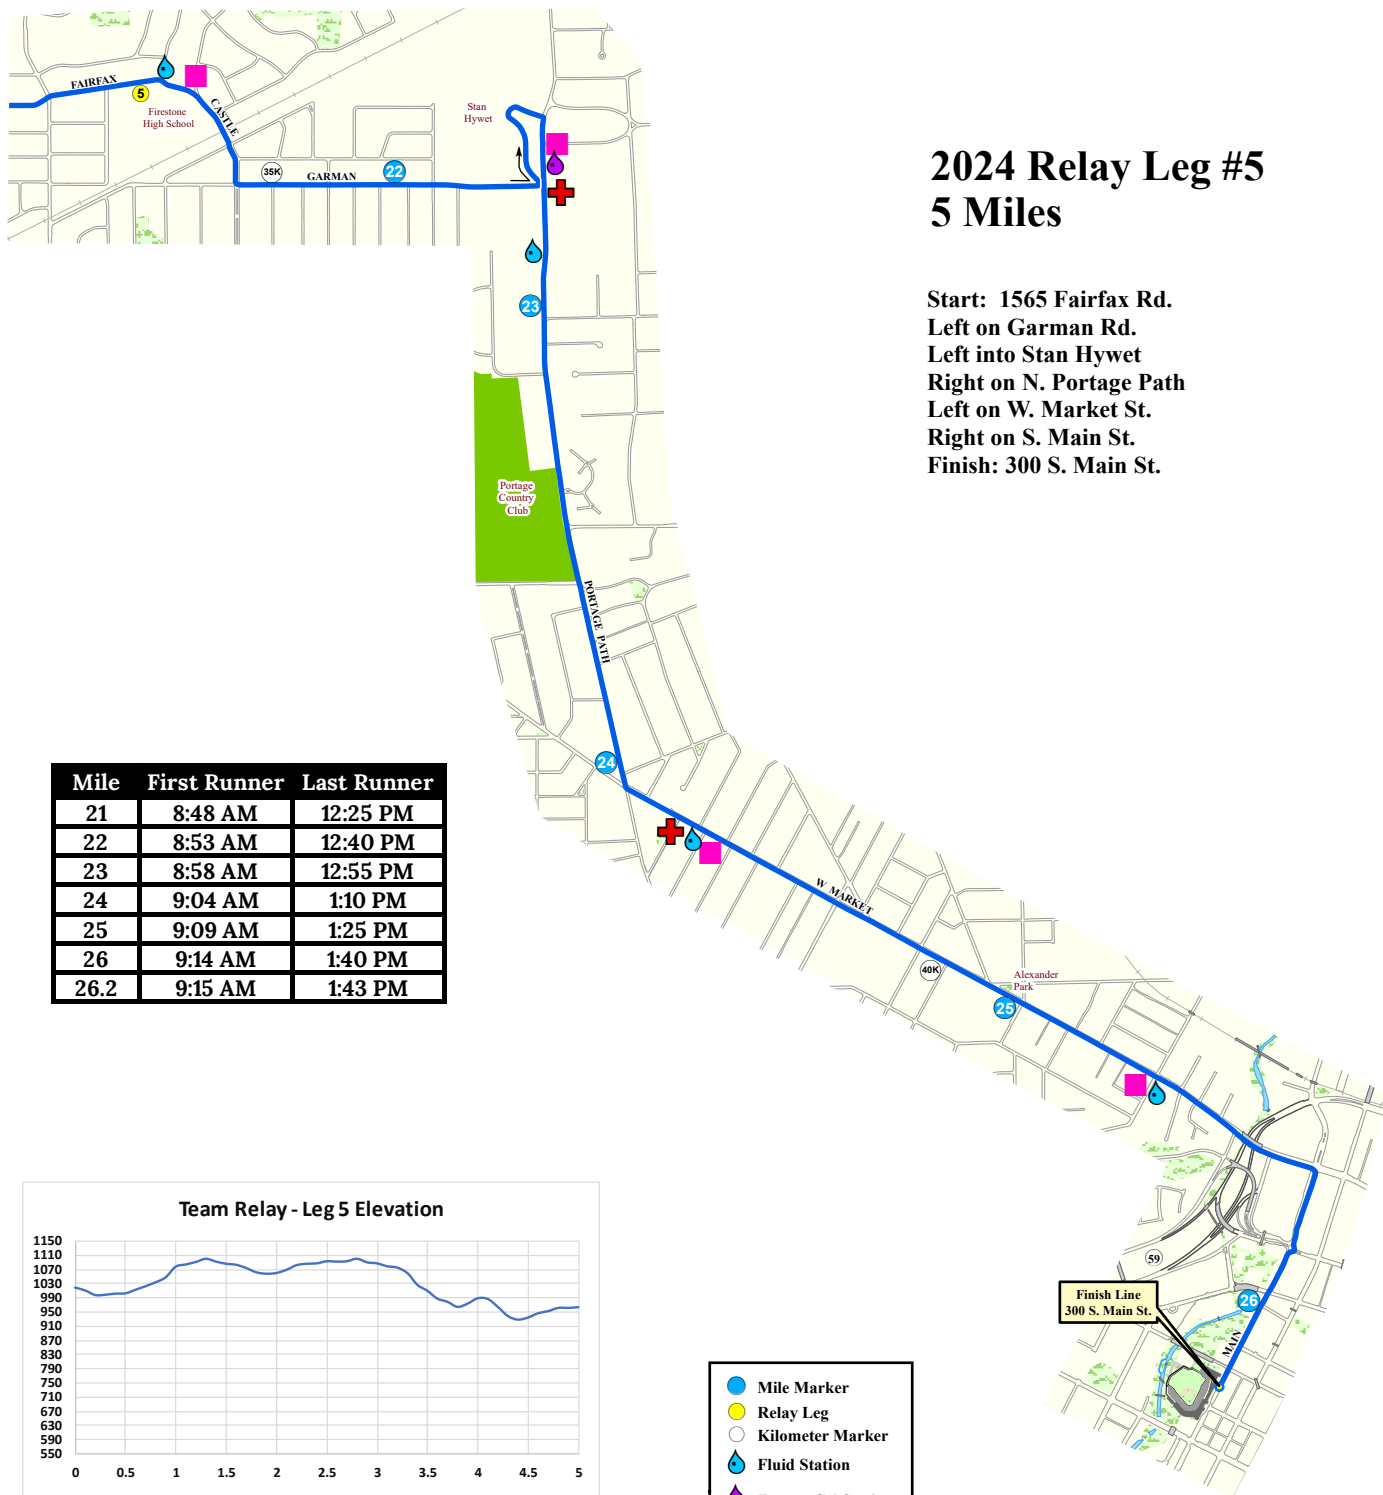 FAIRFAX
5
Firestone
High School
CASTLE
35K
GARMAN
22
Stan
Hywet
23
Portage
Country
Club
PORTAGE PATH
24
W MARKET
40K
Alexander
Park
25
59
Finish Line
300 S. Main St.
26
MAIN
2024 Relay Leg #5
5 Miles
Start: 1565 Fairfax Rd.
Left on Garman Rd.
Left into Stan Hywet
Right on N. Portage Path
Left on W. Market St.
Right on S. Main St.
Finish: 300 S. Main St.
Mile First Runner Last Runner
21 8:48 AM 12:25 PM
22 8:53 AM 12:40 PM
23 8:58 AM 12:55 PM
24 9:04 AM 1:10 PM
25 9:09 AM 1:25 PM
26 9:14 AM 1:40 PM
26.2 9:15 AM 1:43 PM
Team Relay - Leg 5 Elevation
1150
1110
1070
1030
990
950
910
870
830
790
750
710
670
630
590
550
0 0.5 1 1.5 2 2.5 3 3.5 4 4.5 5
Mile Marker
Relay Leg
Kilometer Marker
Fluid Station